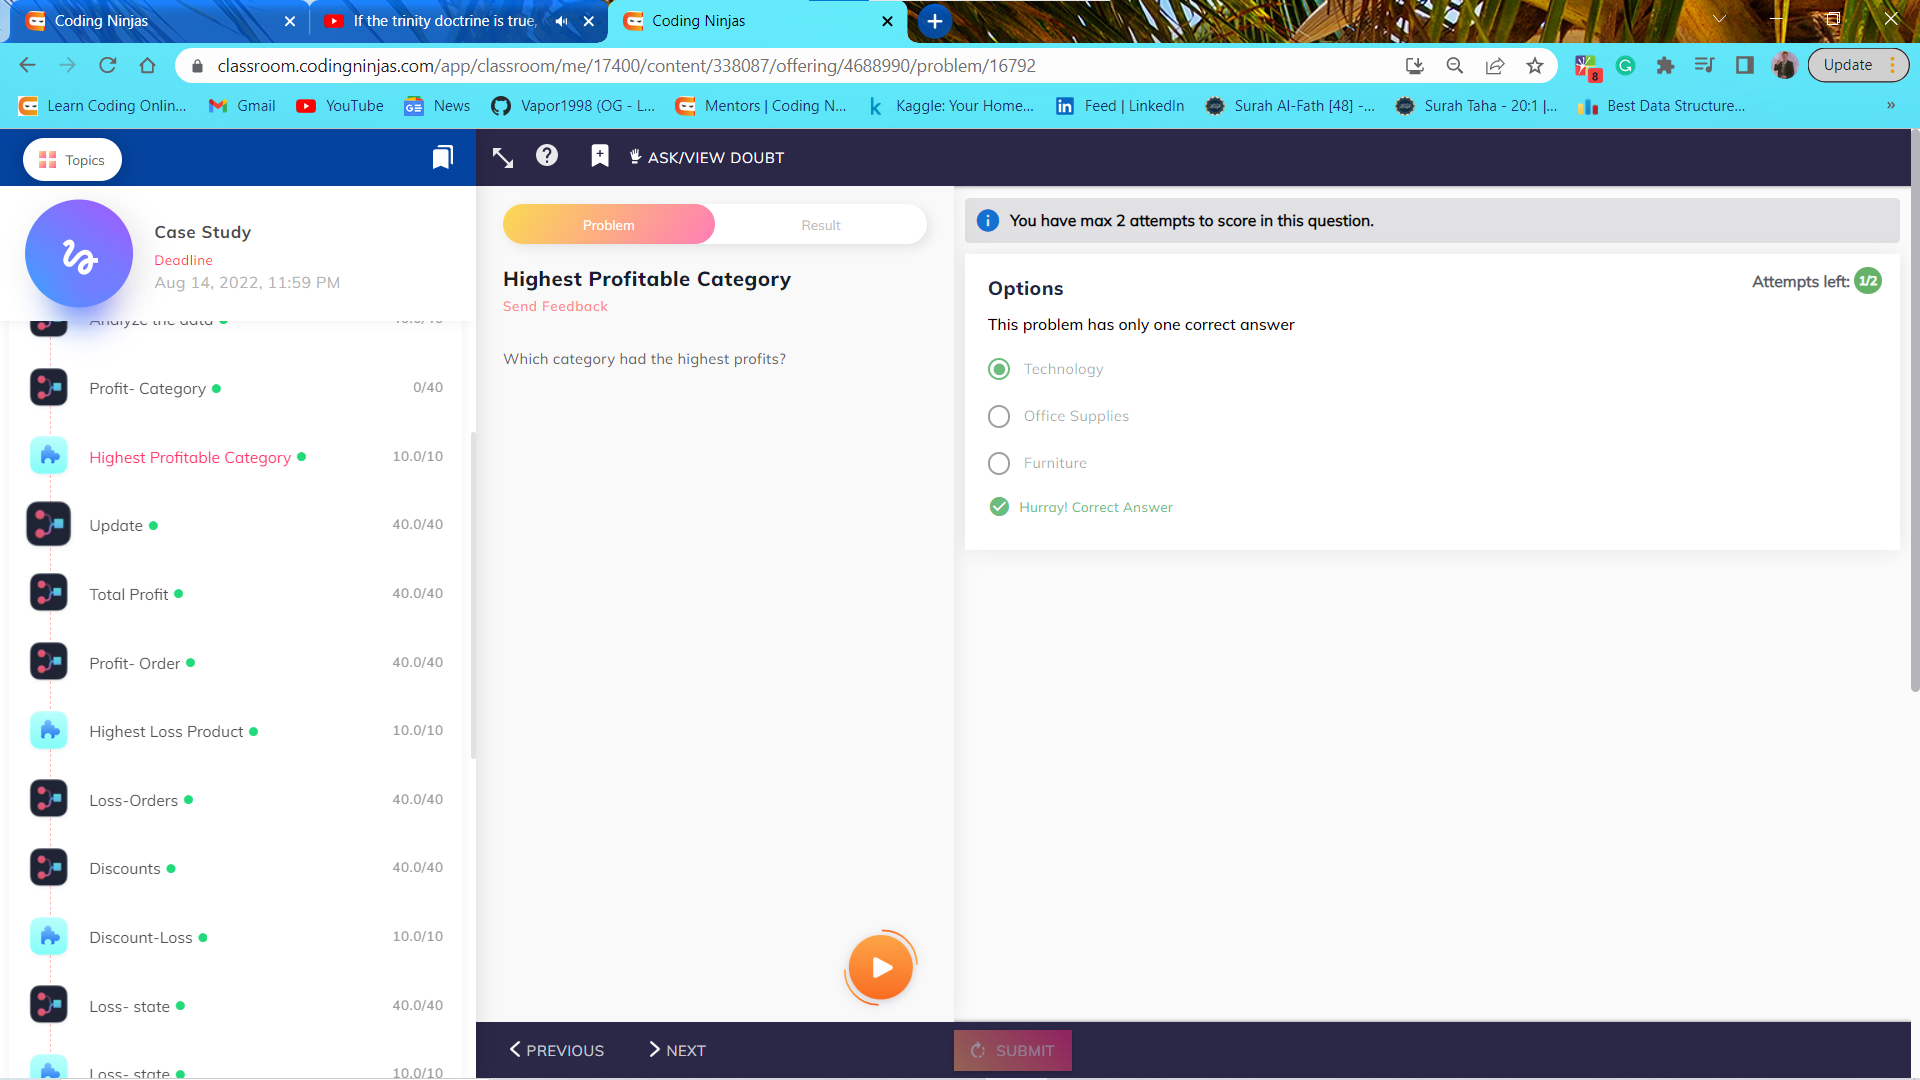 Coding Ninjas
If the trinity doctrine is true,
Coding Ninjas
classroom.codingninjas.com/app/classroom/me/17400/content/338087/offering/4688990/problem/16792
8
Update
Learn Coding Onlin...
Gmail
YouTube
News
Vapor1998 (OG - L...
Mentors | Coding N...
Kaggle: Your Home...
Feed | LinkedIn
Surah Al-Fath [48] -...
Surah Taha - 20:1 |...
Best Data Structure...
»
Topics
ASK/VIEW DOUBT
Case Study
Deadline
Aug 14, 2022, 11:59 PM
Analyze the data
40.0/40
Profit- Category
0/40
Highest Profitable Category
10.0/10
Update
40.0/40
Total Profit
40.0/40
Profit- Order
40.0/40
Highest Loss Product
10.0/10
Loss-Orders
40.0/40
Discounts
40.0/40
Discount-Loss
10.0/10
Loss- state
40.0/40
Loss- state
10.0/10
Problem
Result
Highest Profitable Category
Send Feedback
Which category had the highest profits?
You have max 2 attempts to score in this question.
Attempts left: 1/2
Options
This problem has only one correct answer
Technology
Office Supplies
Furniture
Hurray! Correct Answer
PREVIOUS
NEXT
SUBMIT